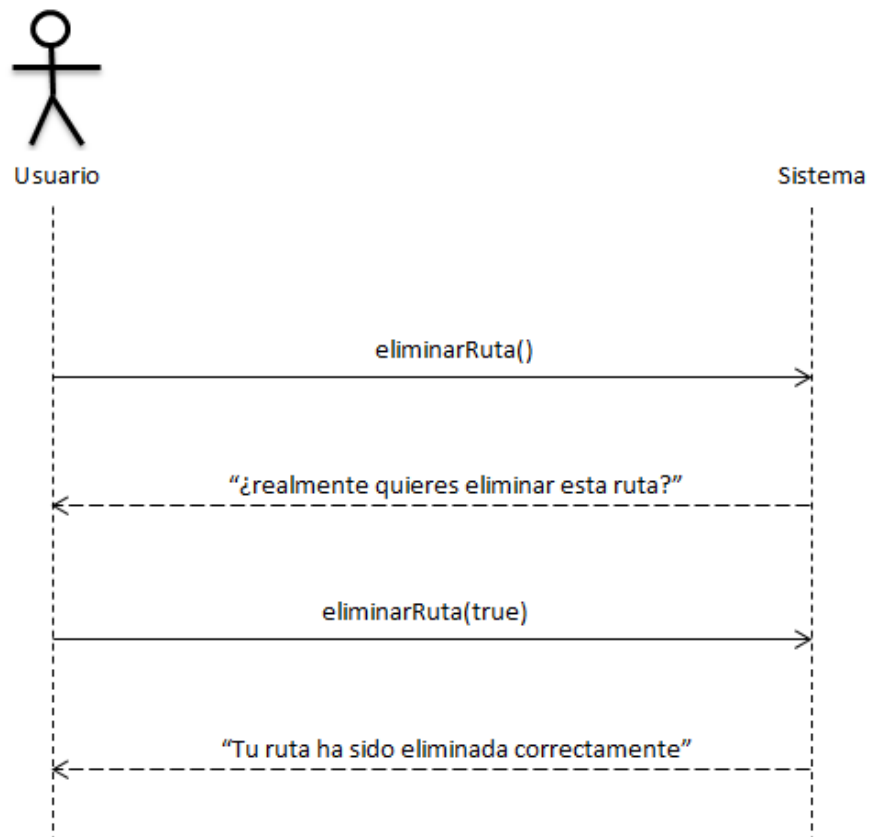 Usuario
Sistema
eliminarRuta()
“¿realmente quieres eliminar esta ruta?”
eliminarRuta(true)
“Tu ruta ha sido eliminada correctamente”